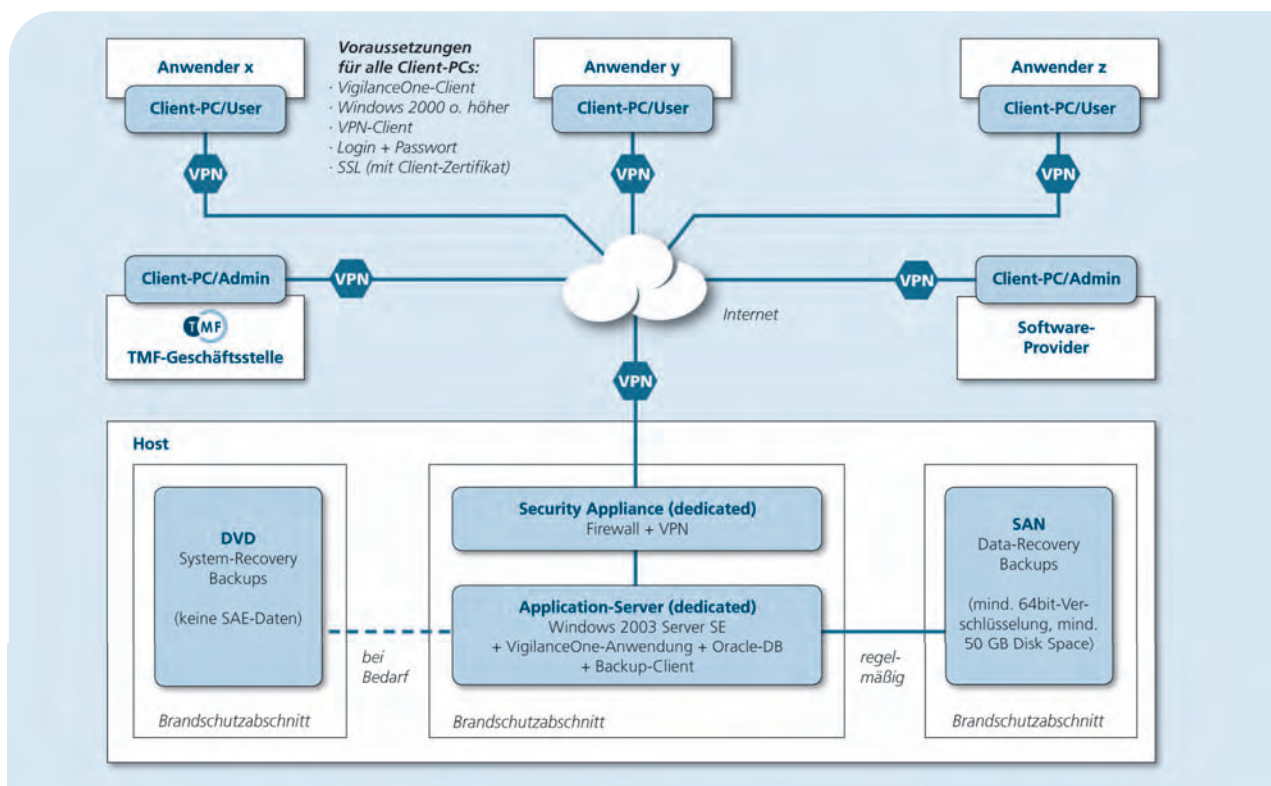 Anwender x
Client-PC/User
VPN
Voraussetzungen
für alle Client-PCs:
· VigilanceOne-Client
· Windows 2000 o. höher
· VPN-Client
· Login + Passwort
· SSL (mit Client-Zertifikat)
Anwender y
Client-PC/User
VPN
Anwender z
Client-PC/User
VPN
Client-PC/Admin
TMF
TMF-Geschäftsstelle
VPN
Internet
VPN
Client-PC/Admin
Software-
Provider
VPN
Host
DVD
System-Recovery
Backups
(keine SAE-Daten)
Brandschutzabschnitt
bei
Bedarf
Security Appliance (dedicated)
Firewall + VPN
Application-Server (dedicated)
Windows 2003 Server SE
+ VigilanceOne-Anwendung + Oracle-DB
+ Backup-Client
Brandschutzabschnitt
regel-
mäßig
SAN
Data-Recovery
Backups
(mind. 64bit-Ver-
schlüsselung, mind.
50 GB Disk Space)
Brandschutzabschnitt